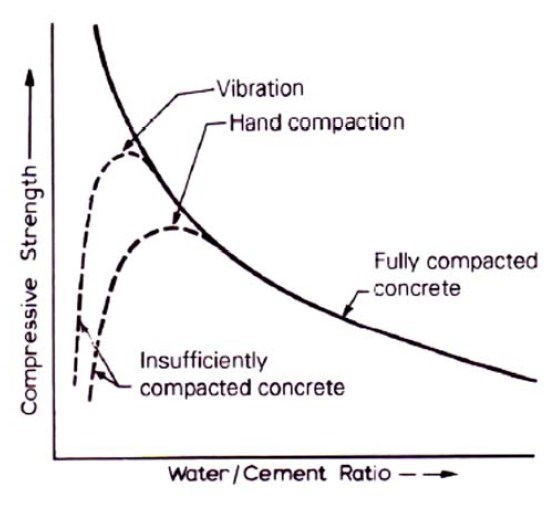 Vibration
Hand compaction
Compressive Strength
Fully compacted
concrete
Insufficiently
compacted concrete
Water/Cement Ratio